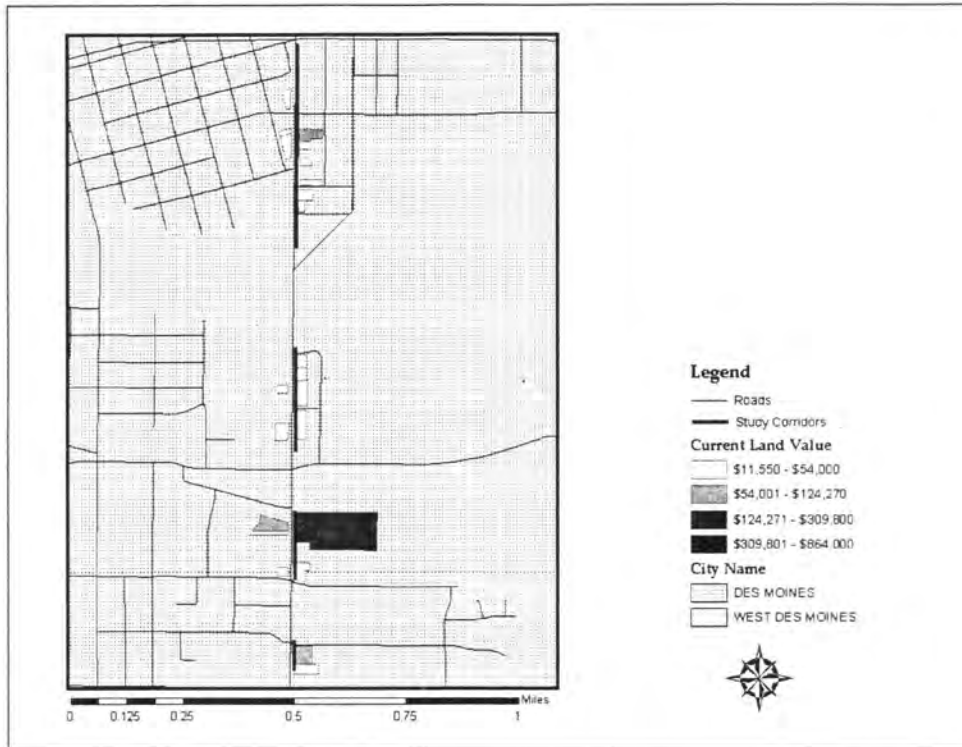 Legend
Roads
Study Corridors
Current Land Value
$11,550 - $54,000
$54,001 - $124,270
$124,271 - $309,800
$309,801 - $864,000
City Name
DES MOINES
WEST DES MOINES
Miles
0 0.125 0.25 0.5 0.75 1